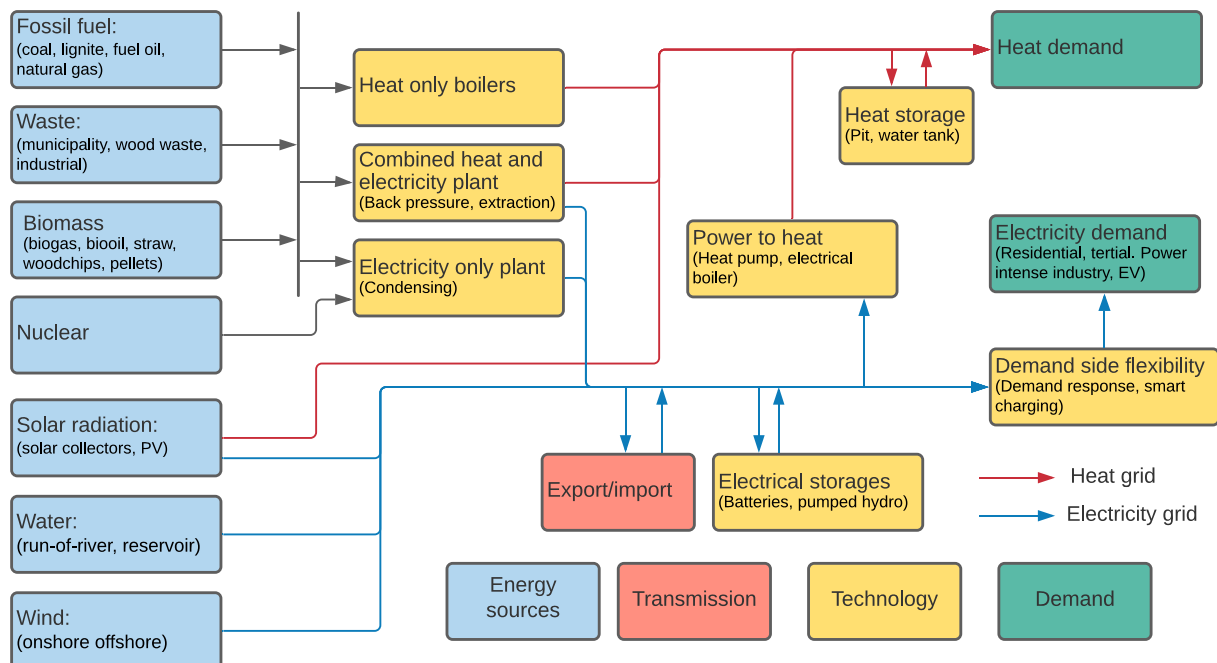 Fossil fuel:
(coal, lignite, fuel oil,
natural gas)
Waste:
(municipality, wood waste,
industrial)
Biomass
(biogas, biooil, straw,
woodchips, pellets)
Nuclear
Solar radiation:
(solar collectors, PV)
Water:
(run-of-river, reservoir)
Wind:
(onshore offshore)
Heat only boilers
Combined heat and
electricity plant
(Back pressure, extraction)
Electricity only plant
(Condensing)
Heat demand
Heat storage
(Pit, water tank)
Power to heat
(Heat pump, electrical
boiler)
Electricity demand
(Residential, tertial. Power
intense industry, EV)
Demand side flexibility
(Demand response, smart
charging)
Export/import
Electrical storages
(Batteries, pumped hydro)
Heat grid
Electricity grid
Energy
sources
Transmission
Technology
Demand